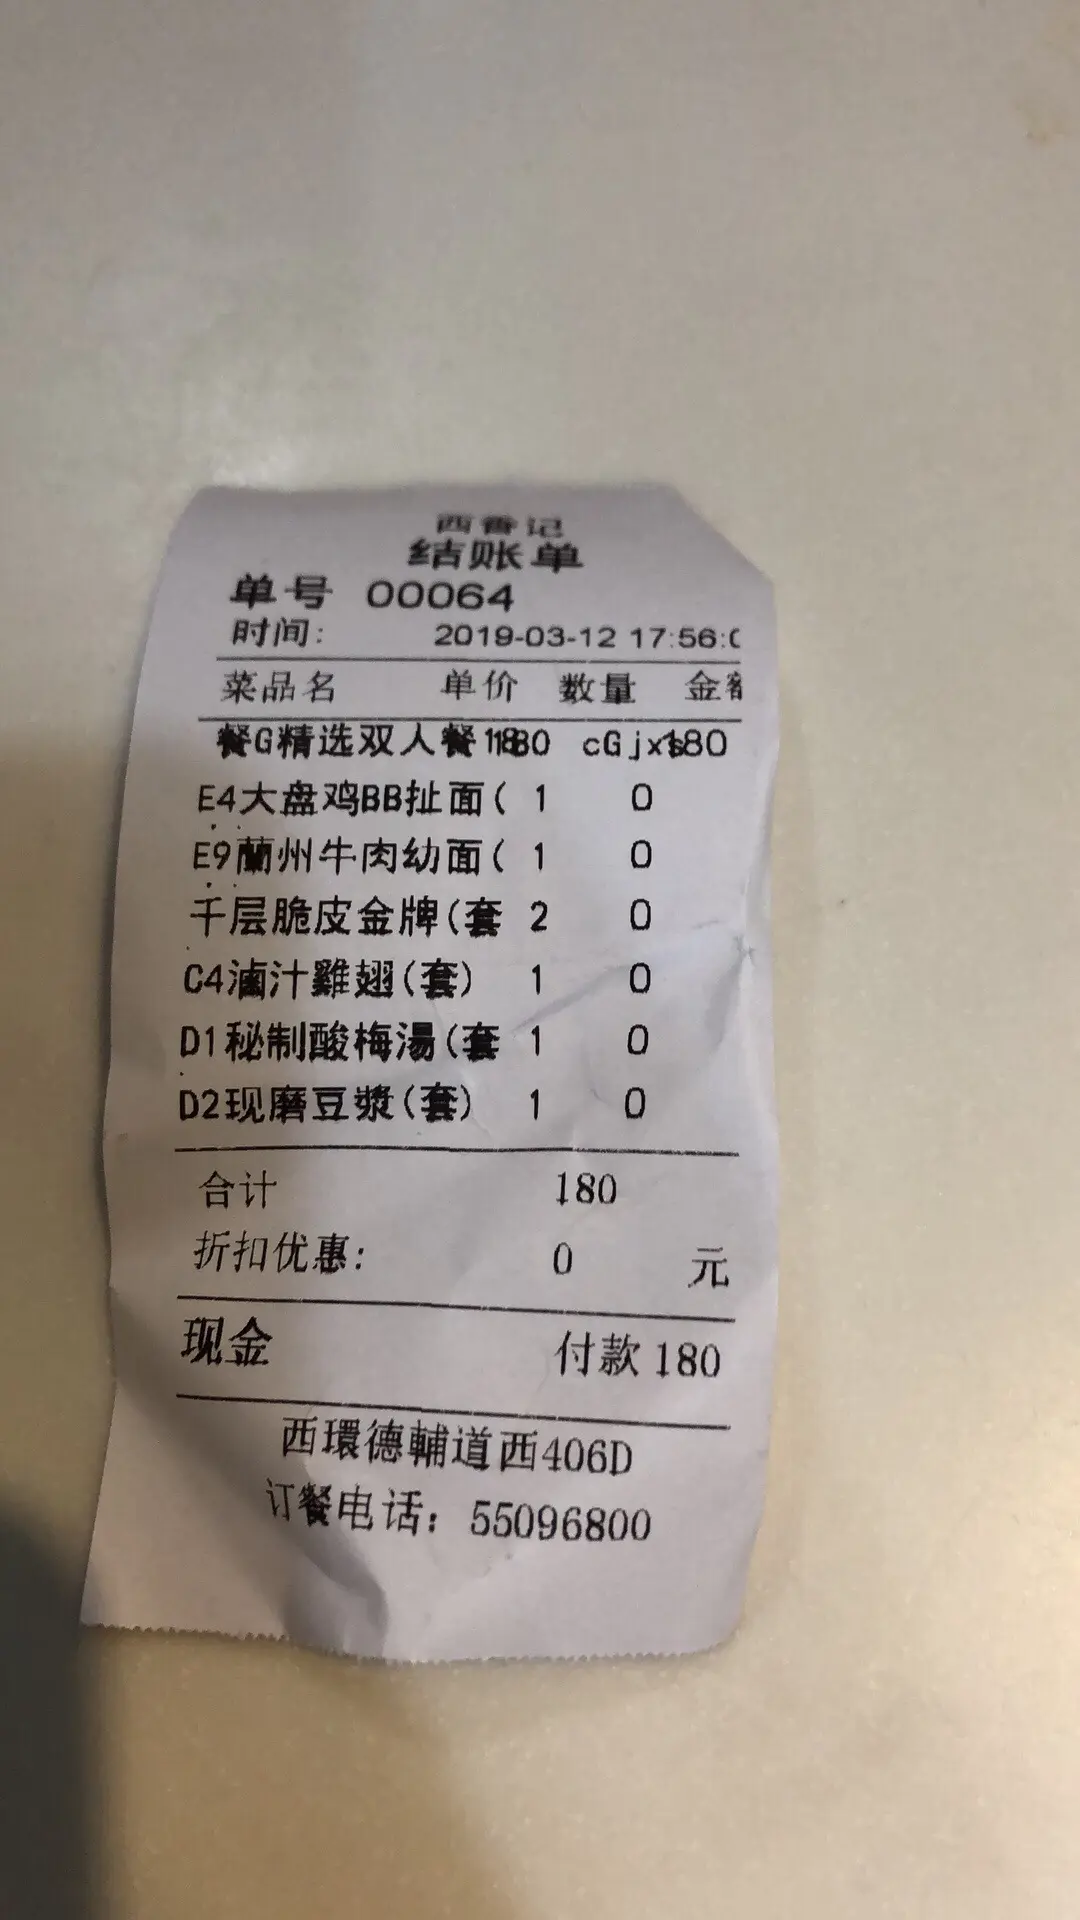 西香记
结账单
单号 00064
时间: 2019-03-12 17:56:0
菜品名 单价 数量 金额
餐G精选双人餐 180 cGjxs180
E4大盘鸡BB扯面( 1 0
E9蘭州牛肉幼面( 1 0
千层脆皮金牌(套 2 0
C4滷汁雞翅(套) 1 0
D1秘制酸梅湯(套 1 0
D2现磨豆漿(套) 1 0
合计 180
折扣优惠: 0 元
现金 付款 180
西環德輔道西406D
订餐电话: 55096800